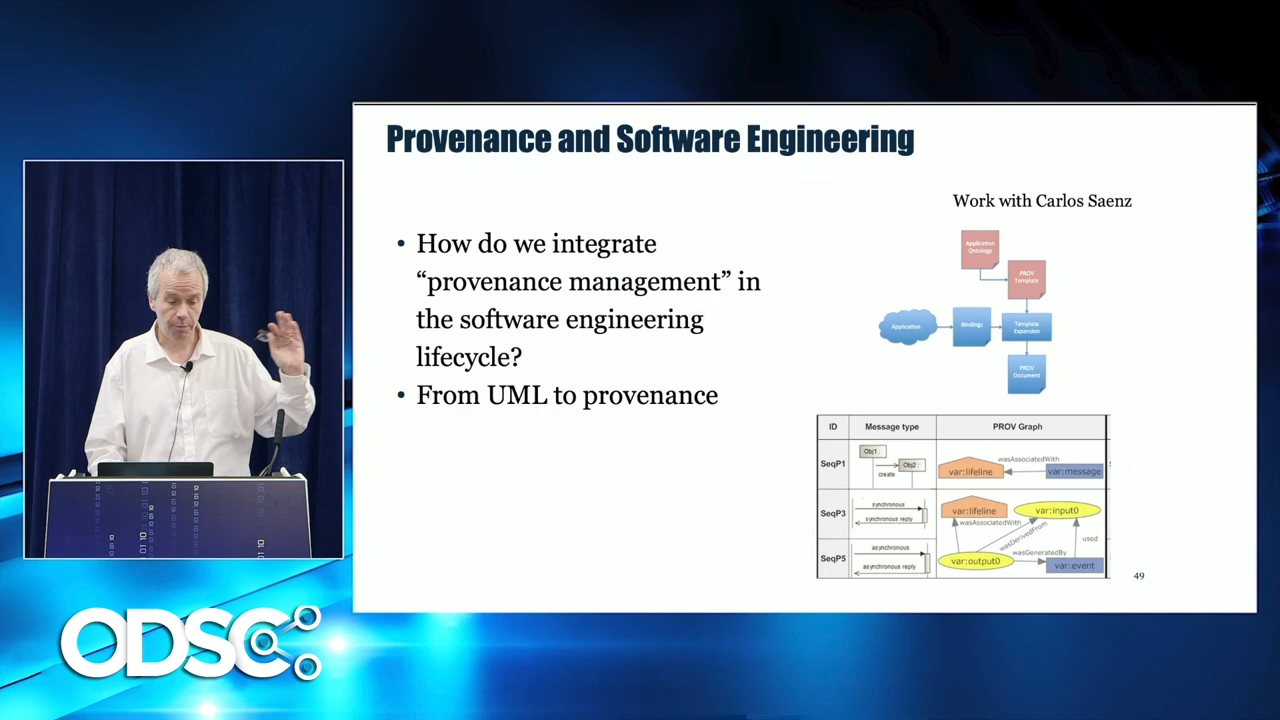 Provenance and Software Engineering
Work with Carlos Saenz
• How do we integrate
“provenance management” in
the software engineering
lifecycle?
• From UML to provenance
Application
Ontology
PROV
Template
Application
Bindings
Template
Expansion
PROV
Document
ID Message type PROV Graph
SeqP1
Obj1:
Obj2:
create
var:lifeline
wasAssociatedWith
var:message
SeqP3
synchronous
synchronous reply
var:lifeline
var:input0
wasAssociatedWith
wasDerivedFrom
used
SeqP5
asynchronous
asynchronous reply
wasGeneratedBy
var:output0
var:event
49
ODSC